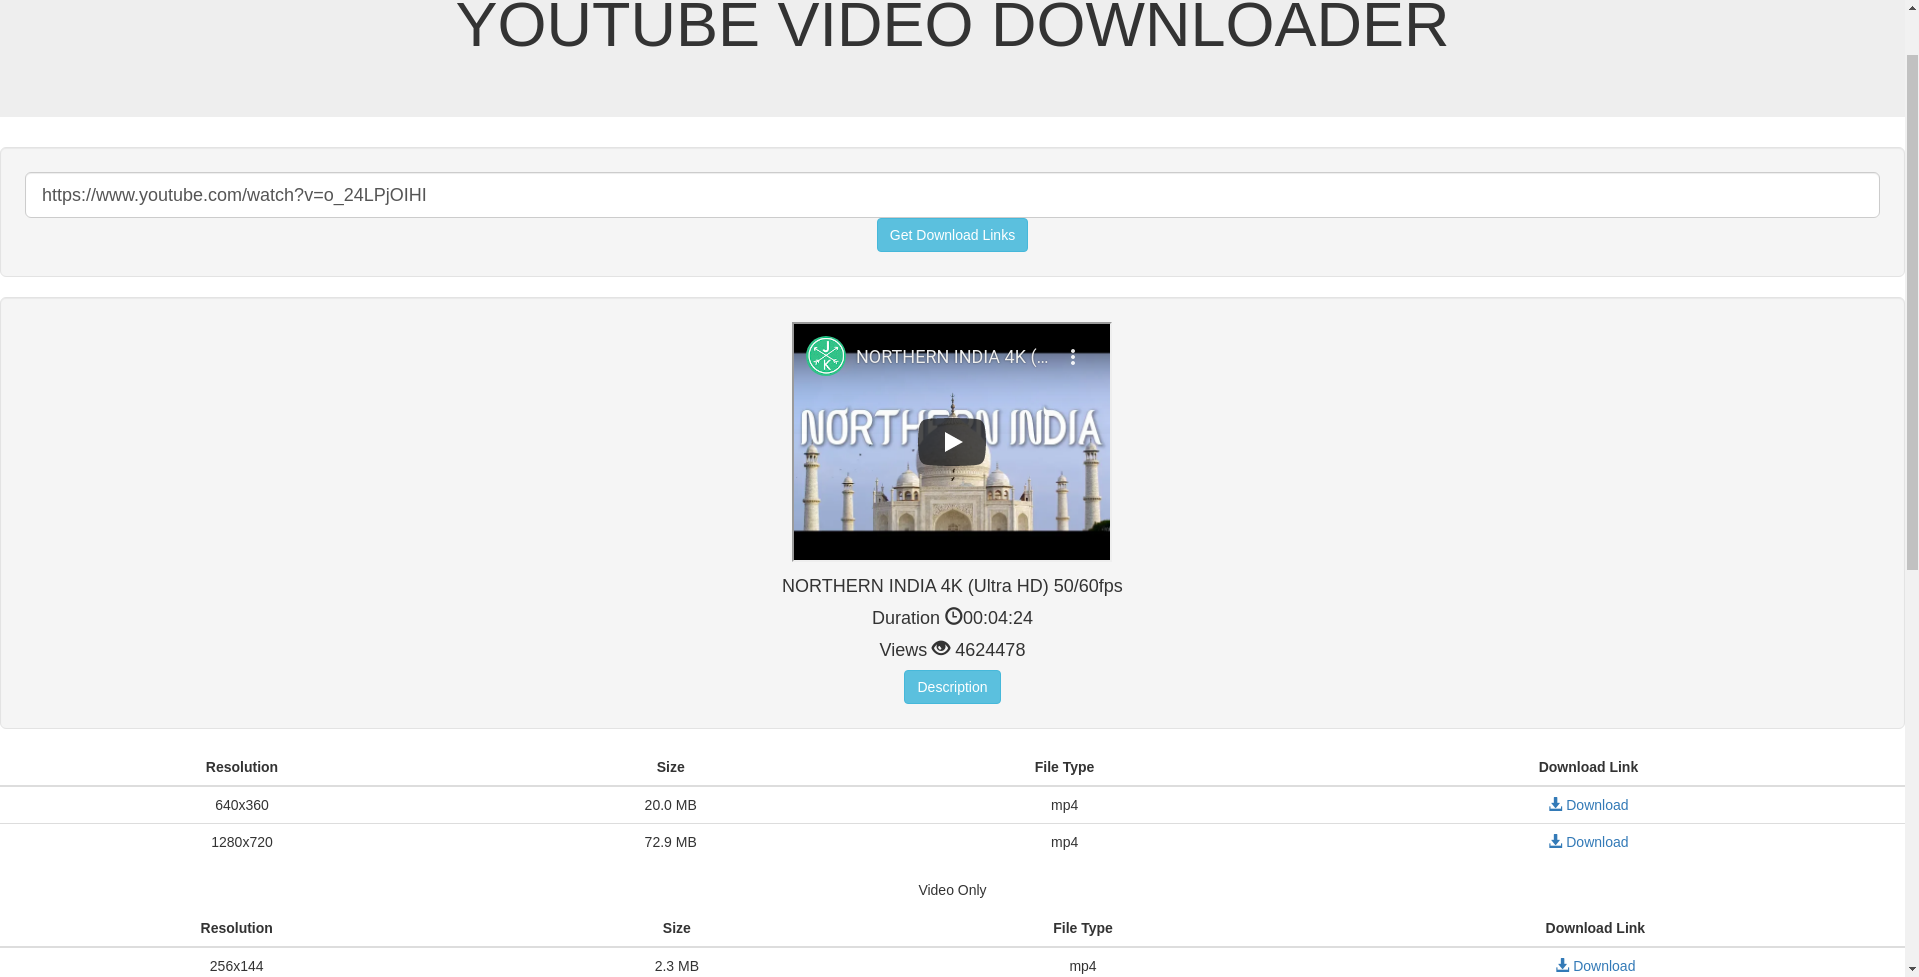 YOUTUBE VIDEO DOWNLOADER
https://www.youtube.com/watch?v=o_24LPjOIHI
Get Download Links
JK
NORTHERN INDIA 4K (...
NORTHERN INDIA
NORTHERN INDIA 4K (Ultra HD) 50/60fps
Duration 00:04:24
Views 4624478
Description
Resolution Size File Type Download Link
640x360 20.0 MB mp4 Download
1280x720 72.9 MB mp4 Download
Video Only
Resolution Size File Type Download Link
256x144 2.3 MB mp4 Download